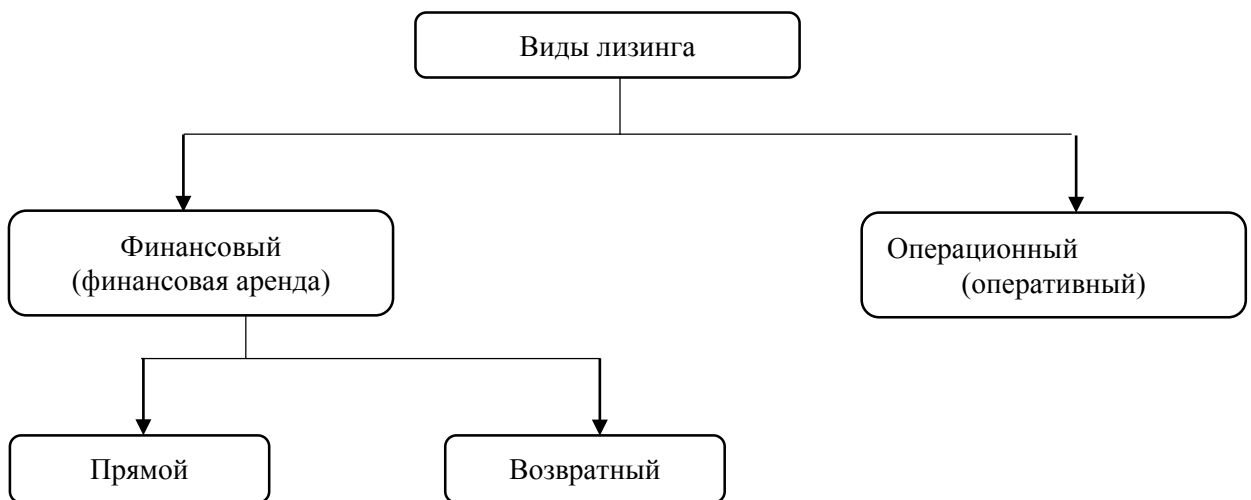 Виды лизинга
Финансовый
(финансовая аренда)
Операционный
(оперативный)
Прямой
Возвратный